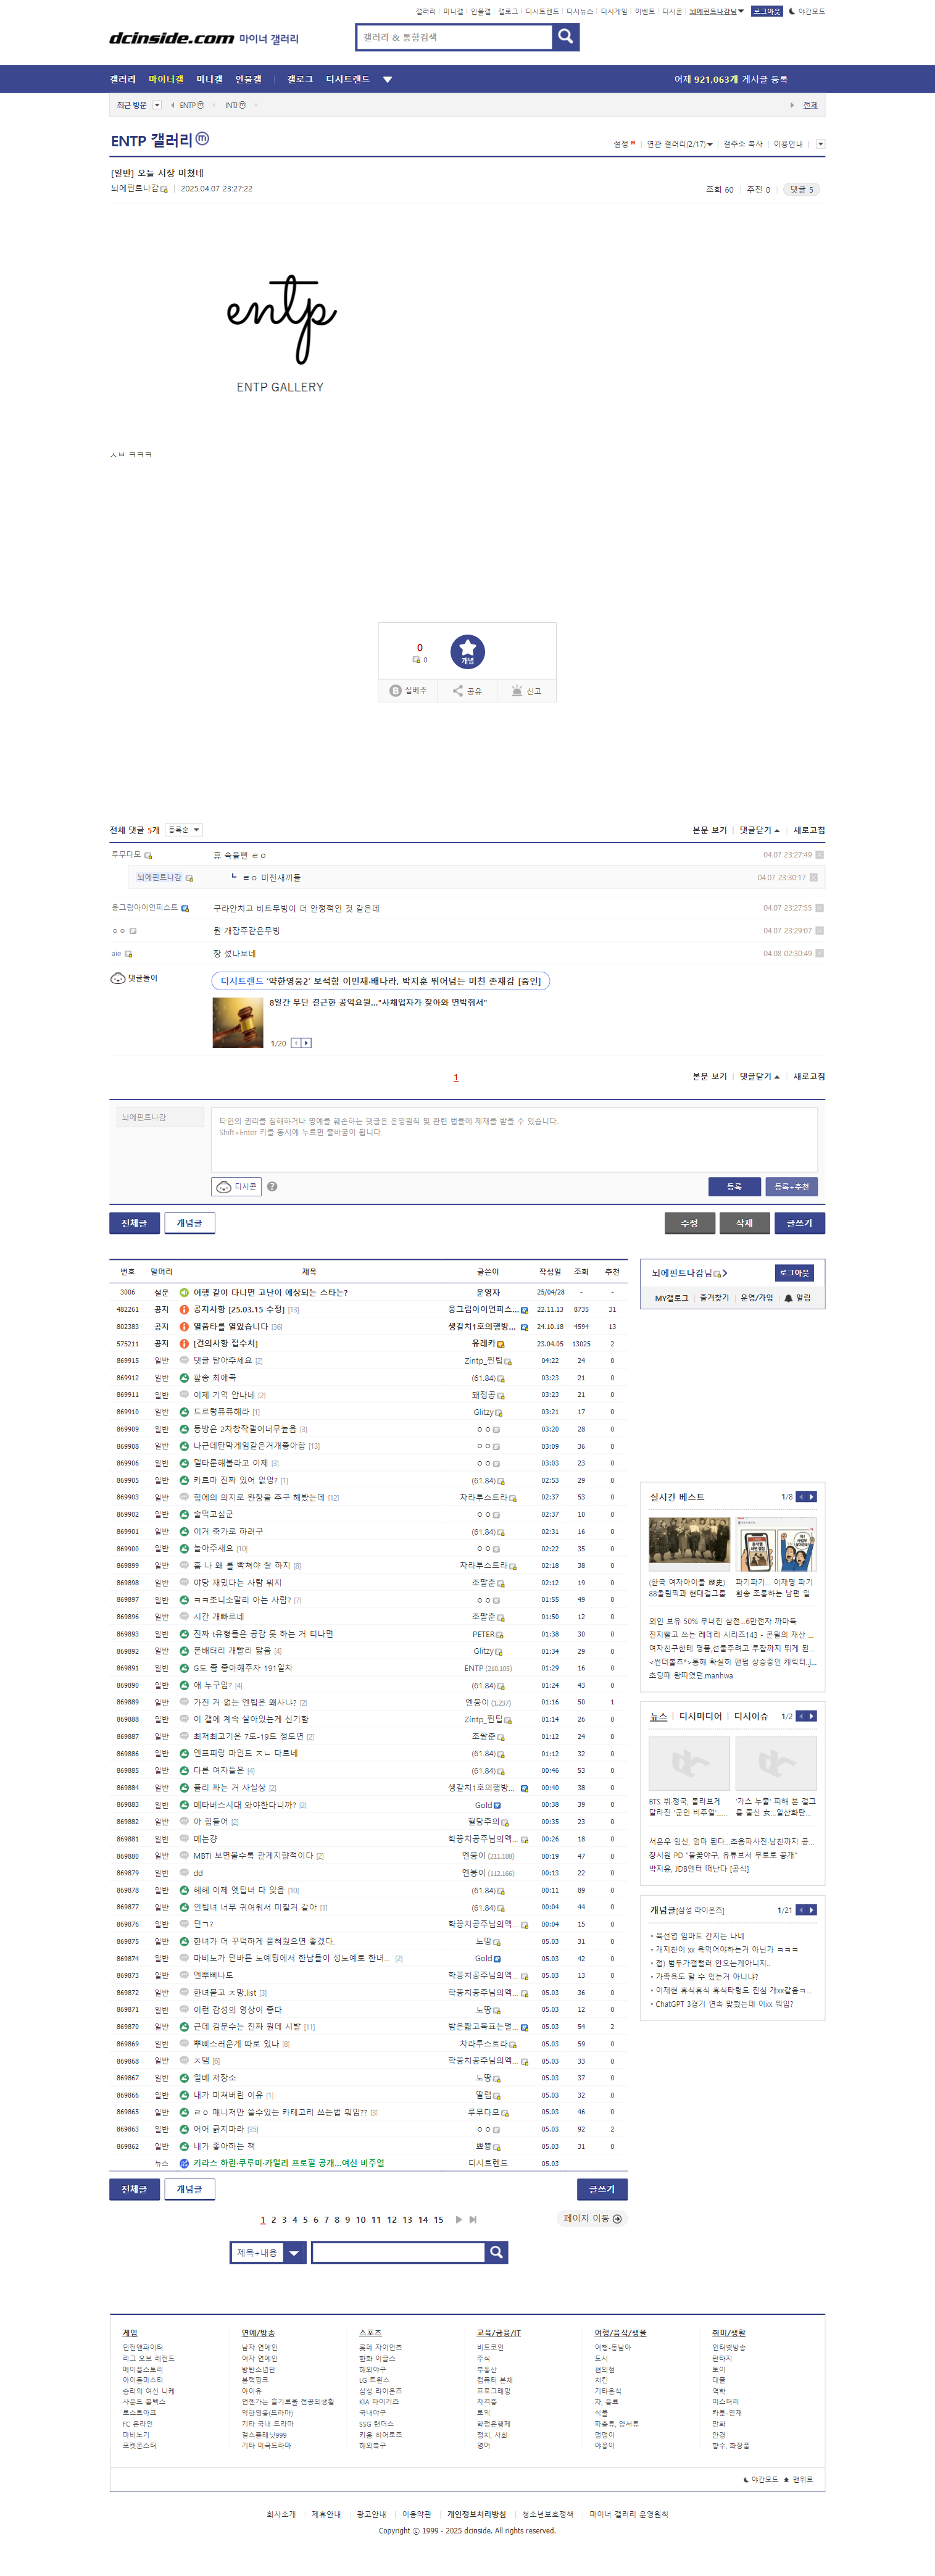 갤러리 | 미니갤 | 인물갤 | 갤로그 | 디시트렌드 | 디시뉴스 | 디시게임 | 이벤트 | 디시콘 | 뇌에핀트나감님 로그아웃 야간모드
dcinside.com 마이너 갤러리
갤러리 & 통합검색
갤러리 마이너갤 미니갤 인물갤 | 갤로그 디시트렌드
어제 921,063개 게시글 등록
최근 방문 ENTP ⓜ × INTJ ⓜ × 전체
ENTP 갤러리 ⓜ
설정 | 연관 갤러리(2/17) | 갤주소 복사 | 이용안내
[일반] 오늘 시장 미쳤네
뇌에핀트나감 | 2025.04.07 23:27:22
조회 60 | 추천 0 | 댓글 5
entp
ENTP GALLERY
ㅅㅂ ㅋㅋㅋ
0
0
개념
실베추 공유 신고
전체 댓글 5개 등록순
본문 보기 | 댓글닫기 | 새로고침
루무다모
휴 속을뻔 ㄹㅇ
04.07 23:27:49
뇌에핀트나감
ㄹㅇ 미친새끼들
04.07 23:30:17
웅그림아이언피스트
구라안치고 비트무빙이 더 안정적인 것 같은데
04.07 23:27:55
ㅇㅇ
뭔 개잡주같은무빙
04.07 23:29:07
aie
장 섰나보네
04.08 02:30:49
댓글돌이
디시트렌드 '약한영웅2' 보석함 이민재·배나라, 박지훈 뛰어넘는 미친 존재감 [줌인]
8일간 무단 결근한 공익요원..."사채업자가 찾아와 면박줘서"
1/20
1
본문 보기 | 댓글닫기 | 새로고침
뇌에핀트나감
타인의 권리를 침해하거나 명예를 훼손하는 댓글은 운영원칙 및 관련 법률에 제재를 받을 수 있습니다.
Shift+Enter 키를 동시에 누르면 줄바꿈이 됩니다.
디시콘
등록 등록+추천
전체글 개념글
수정 삭제 글쓰기
번호 말머리 제목 글쓴이 작성일 조회 추천
3006 설문 여행 같이 다니면 고난이 예상되는 스타는? 운영자 25/04/28 - -
482261 공지 공지사항 [25.03.15 수정] [13] 웅그림아이언피스... 22.11.13 8735 31
802383 공지 열품타를 열었습니다 [36] 생갈치1호의행방... 24.10.18 4594 13
575211 공지 [건의사항 접수처] 유레카 23.04.05 13025 2
869915 일반 댓글 달아주세요 [2] Zintp_찐팁 04:22 24 0
869912 일반 팝송 최애곡 (61.84) 03:23 21 0
869911 일반 이제 기억 안나네 [2] 돼정공 03:23 21 0
869910 일반 드르렁퓨퓨해라 [1] Glitzy 03:21 17 0
869909 일반 동방은 2차창작퀄이너무높음 [3] ㅇㅇ 03:20 28 0
869908 일반 나근데탄막게임같은거개좋아함 [13] ㅇㅇ 03:09 36 0
869906 일반 델타룬해볼라고 이제 [3] ㅇㅇ 03:03 23 0
869905 일반 카르마 진짜 있어 없엉? [1] (61.84) 02:53 29 0
869903 일반 힘에의 의지로 완장을 추구 해봤는데 [12] 자라투스트라 02:37 53 0
869902 일반 술먹고싶군 ㅇㅇ 02:37 10 0
869901 일반 이거 축가로 하려구 (61.84) 02:31 16 0
869900 일반 놀아주새요 [10] ㅇㅇ 02:22 35 0
869899 일반 흠 나 왜 롤 빡쳐야 잘 하지 [8] 자라투스트라 02:18 38 0
869898 일반 야당 재밌다는 사람 뭐지 조팔춘 02:12 19 0
869897 일반 ㅋㅋ조니소말리 아는 사람? [7] ㅇㅇ 01:55 49 0
869896 일반 시간 개빠르네 조팔춘 01:50 12 0
869893 일반 진짜 t유형들은 공감 못 하는 거 티나면 PETER 01:38 30 0
869892 일반 폰배터리 개빨리 닳음 [4] Glitzy 01:34 29 0
869891 일반 G도 좀 좋아해주자 191일차 ENTP (210.105) 01:29 16 0
869890 일반 애 누구임? [4] (61.84) 01:24 43 0
869889 일반 가진 거 없는 엔팁은 왜사냐? [2] 엔붕이 (1.237) 01:16 50 1
869888 일반 이 갤에 계속 살아있는게 신기함 Zintp_찐팁 01:14 26 0
869887 일반 최저최고기온 7도-19도 정도면 [2] 조팔춘 01:12 24 0
869886 일반 엔프피랑 마인드 ㅈㄴ 다르네 (61.84) 01:12 32 0
869885 일반 다른 여자들은 [4] (61.84) 00:46 53 0
869884 일반 플리 짜는 거 사실상 [2] 생갈치1호의행방... 00:40 38 0
869883 일반 메타버스시대 와야한다니까? [2] Gold 00:38 39 0
869882 일반 아 힘들어 [2] 월당주의 00:35 23 0
869881 일반 메는걍 학꽁치공주님의역... 00:26 18 0
869880 일반 MBTI 보면볼수록 관계지향적이다 [2] 엔붕이 (211.108) 00:19 47 0
869879 일반 dd 엔붕이 (112.166) 00:13 22 0
869878 일반 헤헤 이제 엣팁녀 다 잊음 [10] (61.84) 00:11 89 0
869877 일반 인팁녀 너무 귀여워서 미칠거 같아 [1] (61.84) 00:04 44 0
869876 일반 먼ㄱ? 학꽁치공주님의역... 00:04 15 0
869875 일반 한녀가 더 꾸덕하게 묻혀줬으면 좋겠다. 노땅 05.03 31 0
869874 일반 마비노가 던바튼 노에팅에서 한남들이 성노예로 한녀... [2] Gold 05.03 42 0
869873 일반 엔뿌삐나도 학꽁치공주님의역... 05.03 13 0
869872 일반 한녀묻고 ㅈ망.list [3] 학꽁치공주님의역... 05.03 36 0
869871 일반 이런 감성의 영상이 좋다 노땅 05.03 12 0
869870 일반 근데 김문수는 진짜 뭔데 시발 [11] 밤은짧고목표는멀... 05.03 54 2
869869 일반 뿌삐스러운게 따로 있나 [8] 자라투스트라 05.03 59 0
869868 일반 ㅈ댐 [6] 학꽁치공주님의역... 05.03 33 0
869867 일반 일베 저장소 노땅 05.03 37 0
869866 일반 내가 미쳐버린 이유 [1] 딸램 05.03 32 0
869865 일반 ㄹㅇ 매니저만 쓸수있는 카테고리 쓰는법 뭐임?? [3] 루무다모 05.03 46 0
869863 일반 어어 긁지마라 [35] ㅇㅇ 05.03 92 2
869862 일반 내가 좋아하는 책 뾰뿅 05.03 31 0
뉴스 키라스 하린·쿠루미·카일리 프로필 공개...여신 비주얼 디시트렌드 05.03
전체글 개념글 글쓰기
1 2 3 4 5 6 7 8 9 10 11 12 13 14 15
페이지 이동
제목+내용
뇌에핀트나감님 로그아웃
MY갤로그 | 즐겨찾기 | 운영/가입 | 알림
실시간 베스트 1/8
(한국 여자아이돌 歷史) 88올림픽과 현대걸그룹
파기파기... 이재명 파기환송 조롱하는 남편 일
외인 보유 50% 무너진 삼전...6만전자 까마득
진지빨고 쓰는 레데리 시리즈143 - 콘월의 재산 ...
여자친구한테 명품,선물주려고 투잡까지 뛰게 된...
<썬더볼츠*>통해 확실히 팬덤 상승중인 캐릭터.j...
초딩때 왕따였던.manhwa
뉴스 | 디시미디어 | 디시이슈 1/2
BTS 뷔·정국, 몰라보게 달라진 '군인 비주얼'......
'가스 누출' 피해 본 걸그룹 출신 女...일산화탄...
서은우 임신, 엄마 된다...초음파사진·남친까지 공...
장시원 PD "불꽃야구, 유튜브서 무료로 공개"
박지윤, JDB엔터 떠난다 [공식]
개념글[삼성 라이온즈] 1/21
· 육선엽 임마도 간지는 나네
· 개지찬이 xx 욕먹어야하는거 아닌가 ㅋㅋㅋ
· 점) 범두가갤월러 안오는게아니지..
· 가족욕도 할 수 있는거 아니냐?
· 이재현 휴식휴식 휴식타령도 진심 개xx같음ㅋ...
· ChatGPT 3경기 연속 맞췄는데 이xx 뭐임?
게임 연예/방송 스포츠 교육/금융/IT 여행/음식/생물 취미/생활
던전앤파이터 남자 연예인 롯데 자이언츠 비트코인 여행-동남아 인터넷방송
리그 오브 레전드 여자 연예인 한화 이글스 주식 도시 판타지
메이플스토리 방탄소년단 해외야구 부동산 편의점 토이
아이돌마스터 블랙핑크 LG 트윈스 컴퓨터 본체 치킨 대출
승리의 여신 니케 아이유 삼성 라이온즈 프로그래밍 기타음식 역학
사운드 볼텍스 언젠가는 슬기로울 전공의생활 KIA 타이거즈 자격증 차, 음료 미스터리
로스트아크 약한영웅(드라마) 국내야구 토익 식물 카툰-연재
FC 온라인 기타 국내 드라마 SSG 랜더스 학점은행제 파충류, 양서류 만화
마비노기 걸스플래닛999 키움 히어로즈 정치, 사회 멍멍이 안경
포켓몬스터 기타 미국드라마 해외축구 영어 야옹이 향수, 화장품
야간모드 맨위로
회사소개 | 제휴안내 | 광고안내 | 이용약관 | 개인정보처리방침 | 청소년보호정책 | 마이너 갤러리 운영원칙
Copyright ⓒ 1999 - 2025 dcinside. All rights reserved.